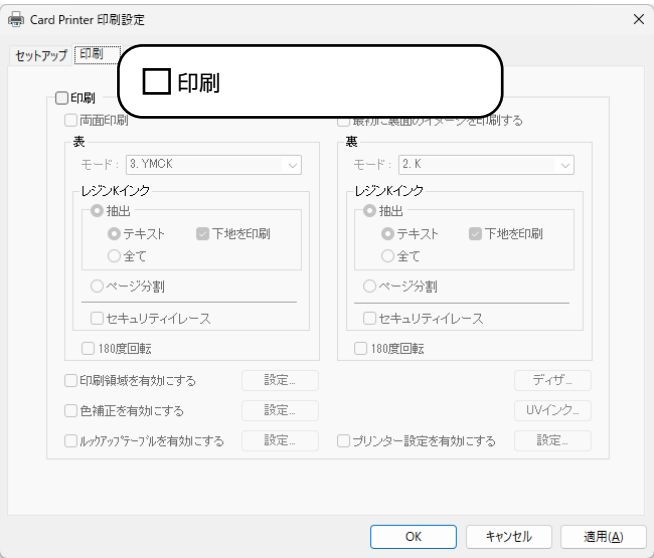 Card Printer 印刷設定
セットアップ 印刷
印刷
印刷
両面印刷 最初に裏面のイメージを印刷する
表
モード: 3. YMCK
レジンKインク
抽出
テキスト 下地を印刷
全て
ページ分割
セキュリティイレース
180度回転
裏
モード: 2. K
レジンKインク
抽出
テキスト 下地を印刷
全て
ページ分割
セキュリティイレース
180度回転
印刷領域を有効にする 設定... ディザ...
色補正を有効にする 設定... UVインク...
ルックアップテーブルを有効にする 設定... プリンター設定を有効にする 設定...
OK キャンセル 適用(A)